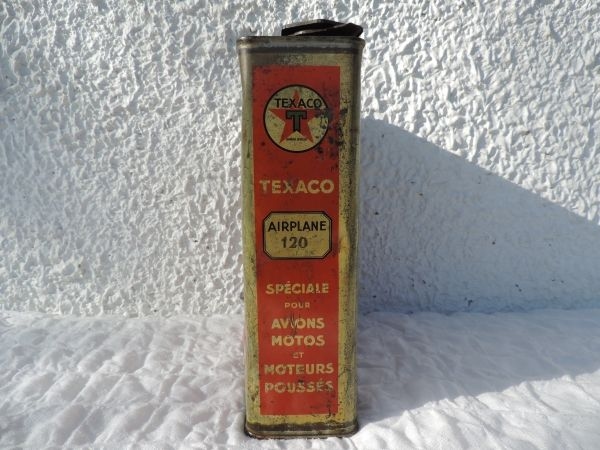 TEXACO
T
TEXACO
AIRPLANE
120
SPÉCIALE
POUR
AVIONS
MOTOS
ET
MOTEURS
POUSSÉS